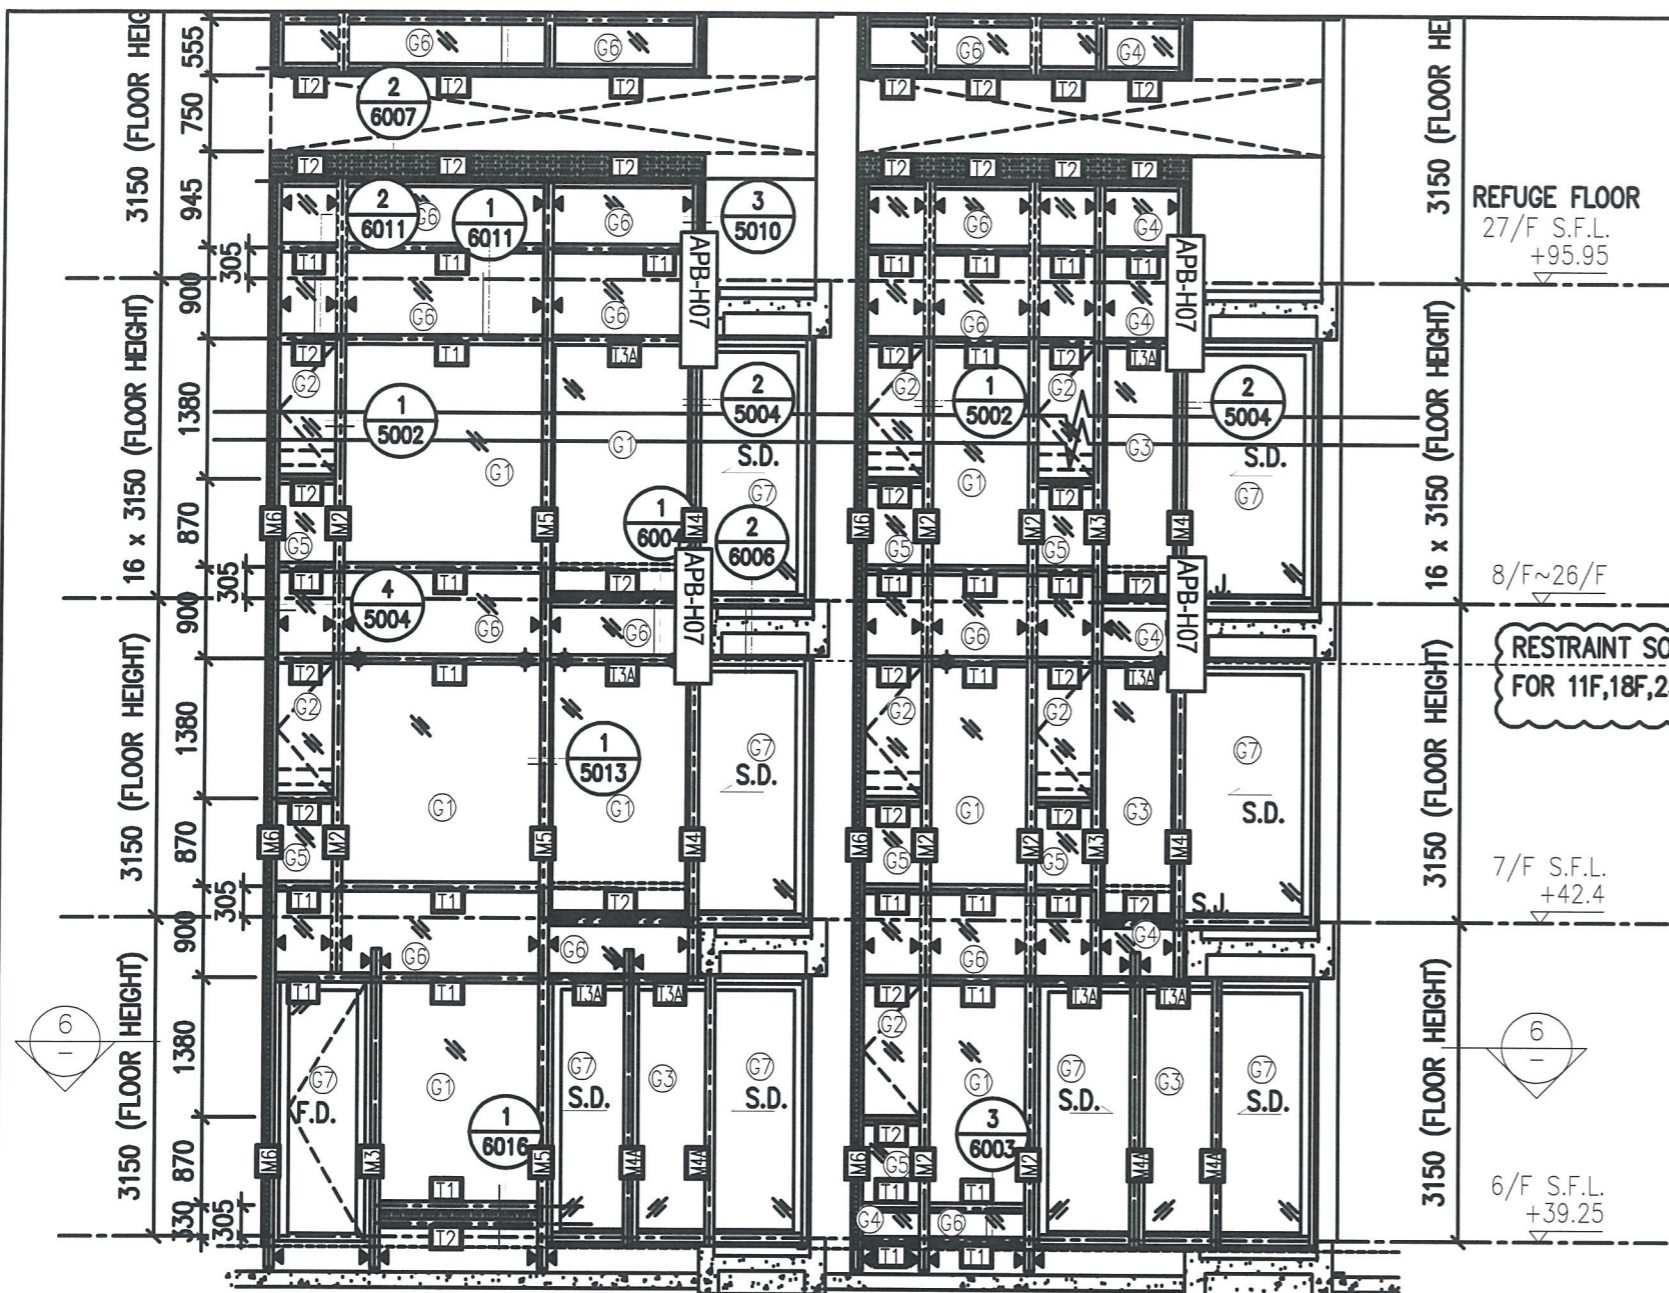 3150 (FLOOR HEIG
555
G6
G6
G6
G4
3150 (FLOOR HE
T2
T2
T2
T2
T2
T2
T2
750
2
6007
T2
T2
T2
T2
T2
T2
T2
945
2
6011
G6
1
6011
G6
3
5010
G6
G4
REFUGE FLOOR
27/F S.F.L.
+95.95
305
T1
T1
T1
APB-H07
T1
T1
T1
T1
APB-H07
900
G6
G6
G6
G4
16 x 3150 (FLOOR HEIGHT)
16 x 3150 (FLOOR HEIGHT)
T2
T1
T3A
T2
T1
T2
T3A
1380
G2
1
5002
G1
G1
2
5004
S.D.
G7
G2
1
5002
G1
G2
G3
2
5004
S.D.
G7
870
T2
T2
T2
M6
M2
M5
M4
M6
M2
M2
M3
M4
G5
1
6004
2
6006
G5
G5
305
T1
T1
T2
APB-H07
T1
T1
T1
T2
APB-H07
8/F~26/F
900
4
5004
G6
G6
G6
G4
RESTRAINT SO
FOR 11F,18F,2
3150 (FLOOR HEIGHT)
3150 (FLOOR HEIGHT)
T2
T1
T3A
T2
T1
T2
T3A
1380
G2
1
5013
G7
S.D.
G2
G2
G7
S.D.
G1
G1
G1
G3
870
T2
T2
T2
M6
M2
M5
M4
M6
M2
M2
M3
M4
G5
G5
G5
7/F S.F.L.
+42.4
305
T1
T1
T2
T1
T1
T1
T2
S.J.
900
G6
G6
G6
G4
3150 (FLOOR HEIGHT)
3150 (FLOOR HEIGHT)
T1
T1
T3A
T3A
T2
T1
T3A
T3A
6
–
1380
G2
6
–
G7
F.D.
G1
G7
S.D.
G3
G7
S.D.
G1
G7
S.D.
G3
G7
S.D.
1
6016
3
6003
870
T2
M6
M3
M5
M4A
M4A
M6
M2
M2
M4A
M4A
G5
T1
T1
T1
6/F S.F.L.
+39.25
330
305
G4
G6
T2
T1
T1